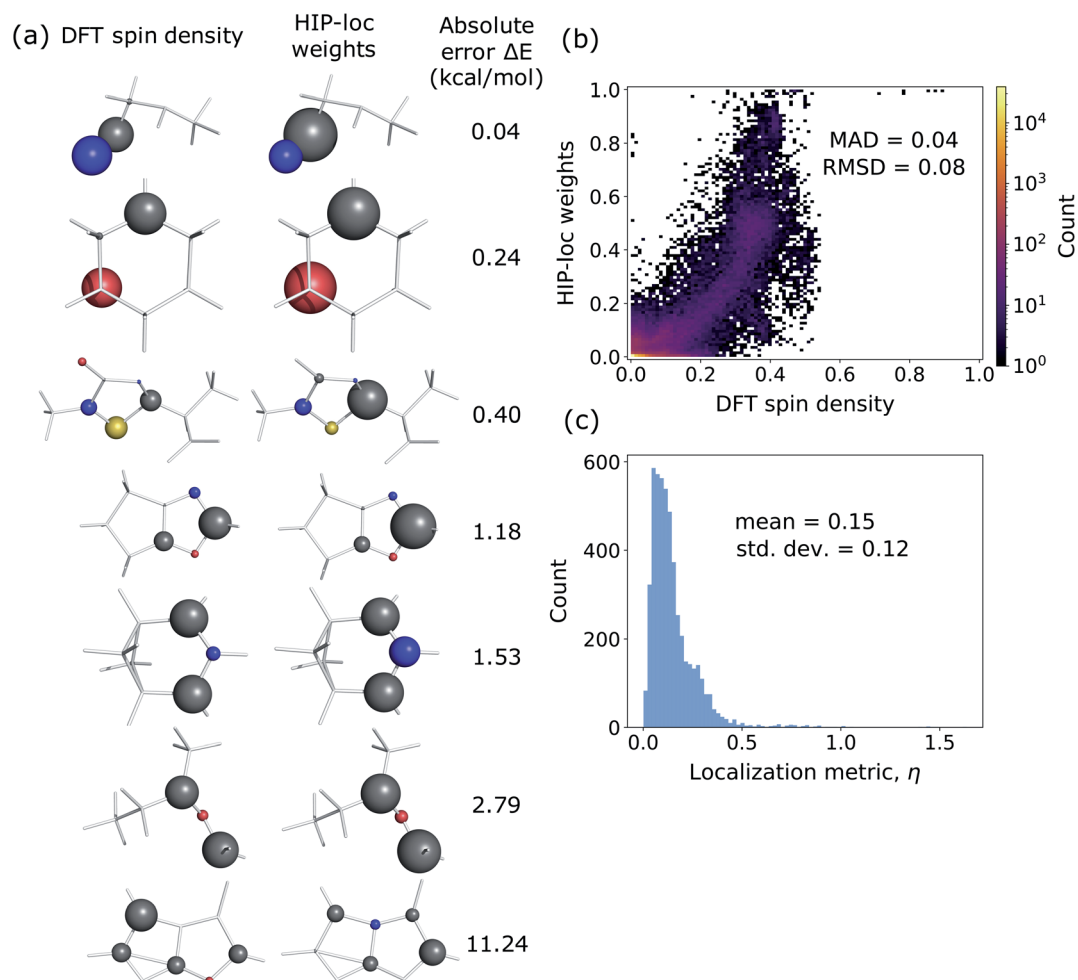 (a) DFT spin density
HIP-loc
weights
Absolute
error ΔE
(kcal/mol)
0.04
0.24
0.40
1.18
1.53
2.79
11.24
(b)
HIP-loc weights
1.0
0.8
0.6
0.4
0.2
0.0
MAD = 0.04
RMSD = 0.08
0.0 0.2 0.4 0.6 0.8 1.0
DFT spin density
10⁴
10³
10²
10¹
10⁰
Count
(c)
Count
600
400
200
0
mean = 0.15
std. dev. = 0.12
0.0 0.5 1.0 1.5
Localization metric, η